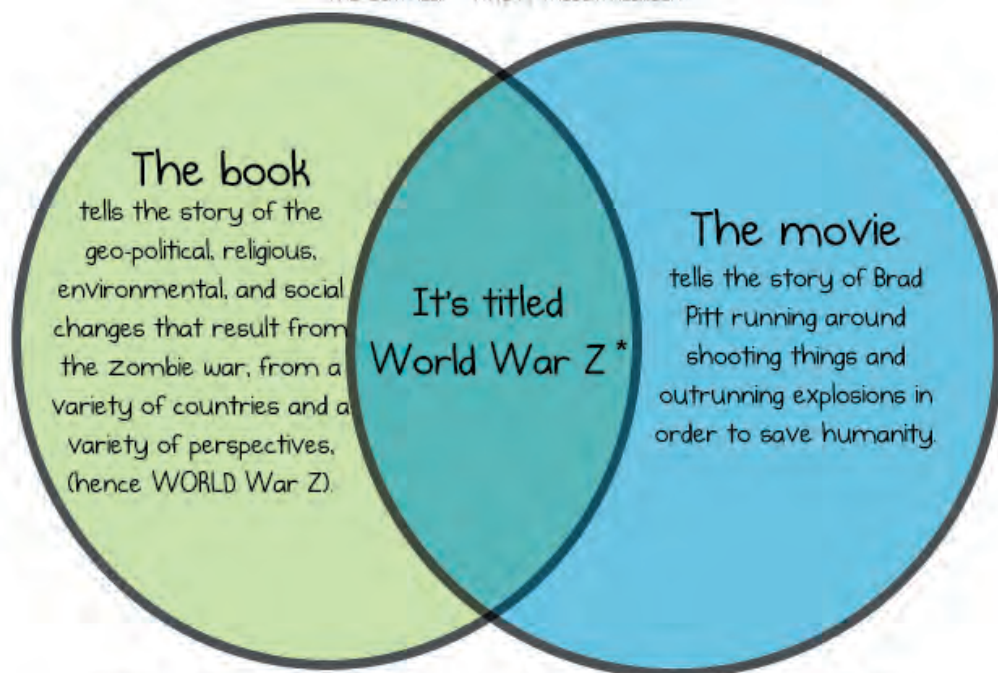 The book
tells the story of the
geo-political, religious,
environmental, and social
changes that result from
the zombie war, from a
variety of countries and a
variety of perspectives,
(hence WORLD War Z).
It's titled
World War Z *
The movie
tells the story of Brad
Pitt running around
shooting things and
outrunning explosions in
order to save humanity.